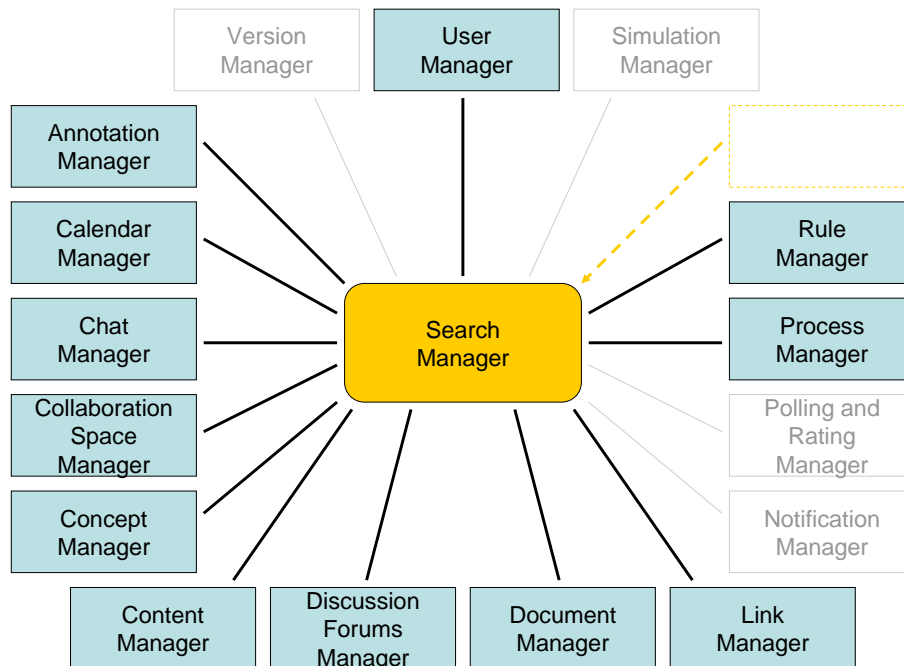 Version
Manager
User
Manager
Simulation
Manager
Annotation
Manager
Calendar
Manager
Rule
Manager
Chat
Manager
Search
Manager
Process
Manager
Collaboration
Space
Manager
Polling and
Rating
Manager
Concept
Manager
Notification
Manager
Content
Manager
Discussion
Forums
Manager
Document
Manager
Link
Manager